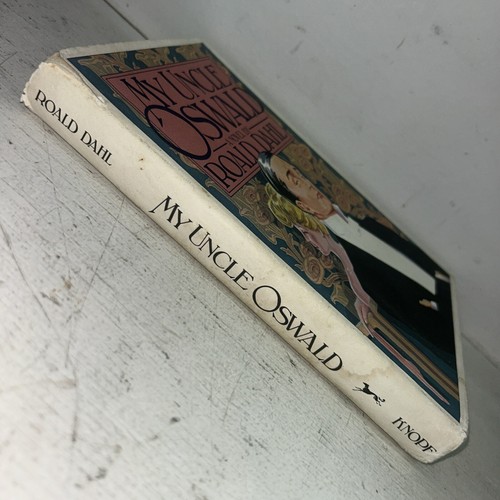 ROALD DAHL
MY UNCLE OSWALD
KNOPF
MY UNCLE
OSWALD
ROALD DAHL